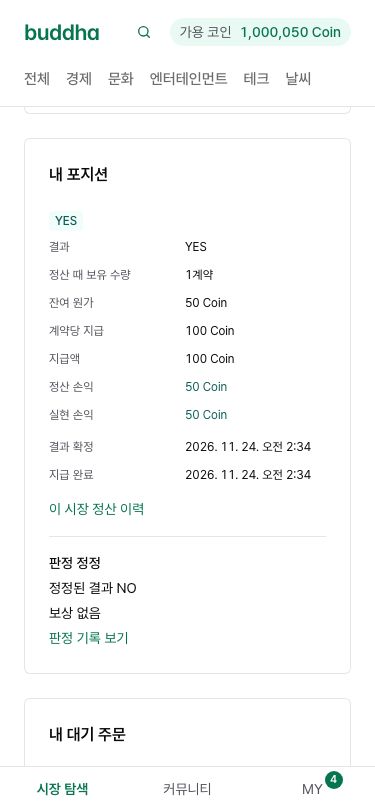 buddha
가용 코인 1,000,050 Coin
전체 경제 문화 엔터테인먼트 테크 날씨
내 포지션
YES
결과 YES
정산 때 보유 수량 1계약
잔여 원가 50 Coin
계약당 지급 100 Coin
지급액 100 Coin
정산 손익 50 Coin
실현 손익 50 Coin
결과 확정 2026. 11. 24. 오전 2:34
지급 완료 2026. 11. 24. 오전 2:34
이 시장 정산 이력
판정 정정
정정된 결과 NO
보상 없음
판정 기록 보기
내 대기 주문
시장 탐색 커뮤니티 MY 4